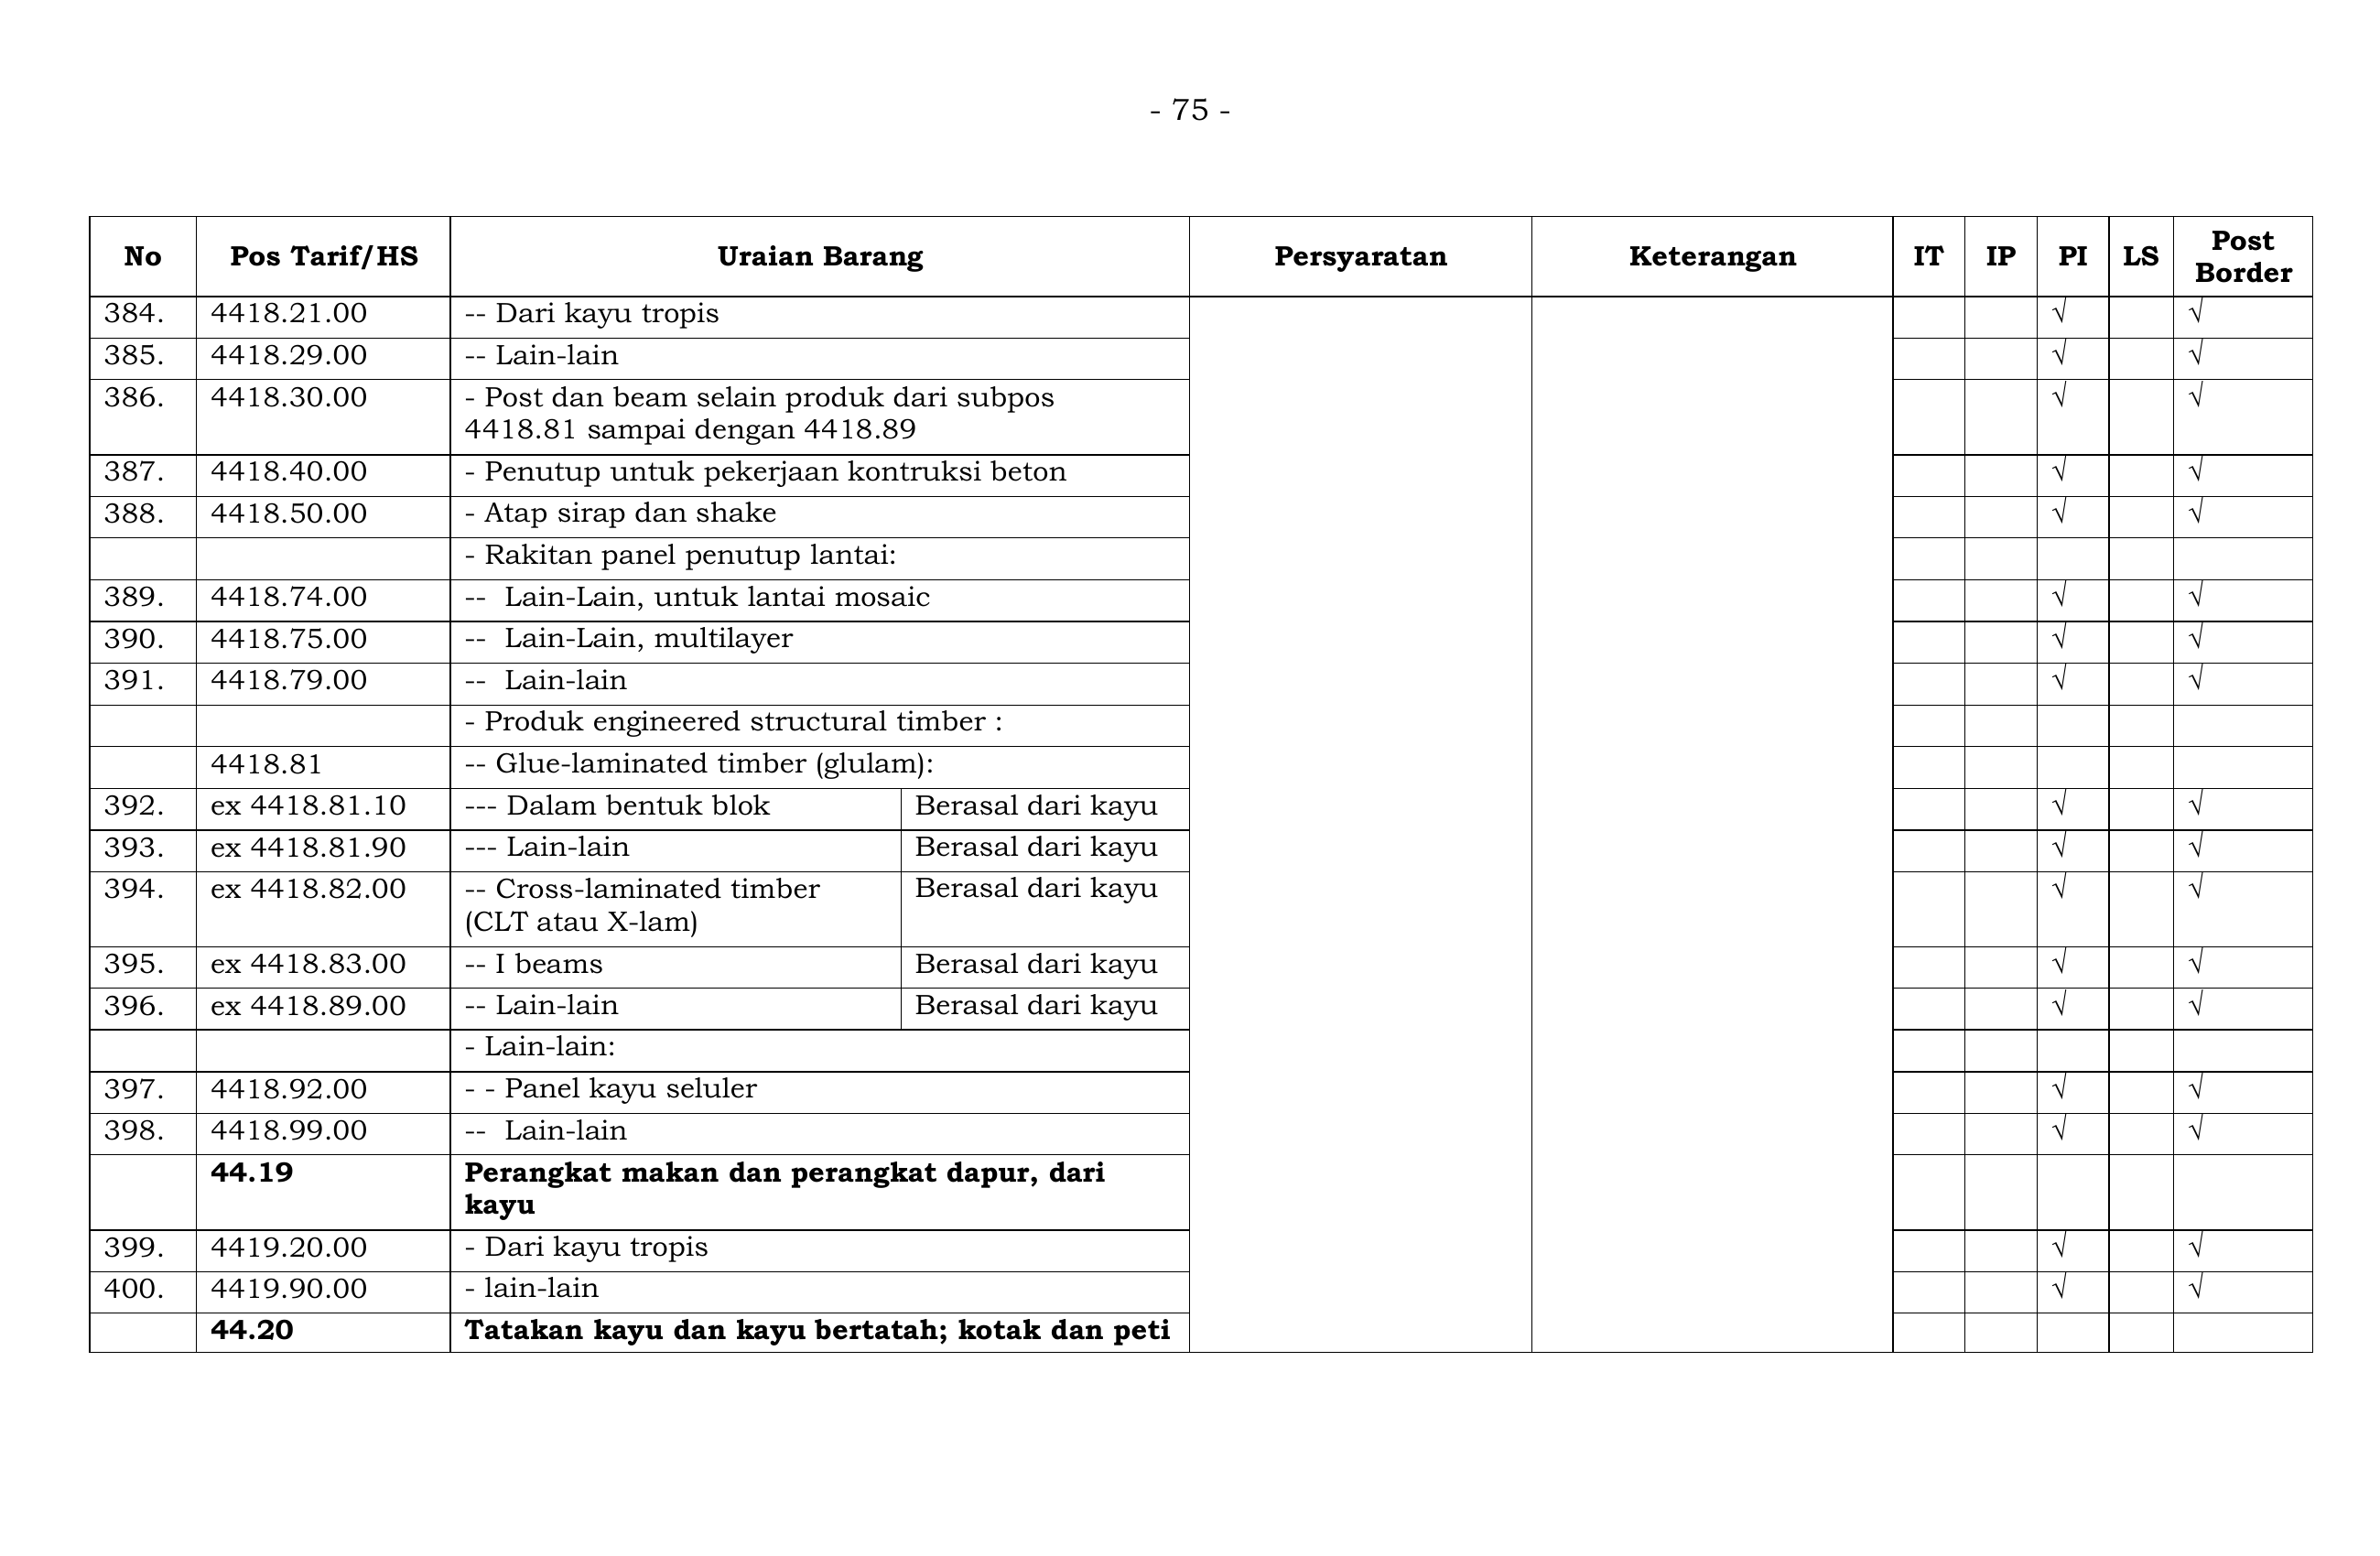 - 75 -
No Pos Tarif/HS Uraian Barang Persyaratan Keterangan IT IP PI LS Post Border
384. 4418.21.00 -- Dari kayu tropis √ √
385. 4418.29.00 -- Lain-lain √ √
386. 4418.30.00 - Post dan beam selain produk dari subpos √ √
4418.81 sampai dengan 4418.89
387. 4418.40.00 - Penutup untuk pekerjaan kontruksi beton √ √
388. 4418.50.00 - Atap sirap dan shake √ √
- Rakitan panel penutup lantai:
389. 4418.74.00 -- Lain-Lain, untuk lantai mosaic √ √
390. 4418.75.00 -- Lain-Lain, multilayer √ √
391. 4418.79.00 -- Lain-lain √ √
- Produk engineered structural timber :
4418.81 -- Glue-laminated timber (glulam):
392. ex 4418.81.10 --- Dalam bentuk blok Berasal dari kayu √ √
393. ex 4418.81.90 --- Lain-lain Berasal dari kayu √ √
394. ex 4418.82.00 -- Cross-laminated timber Berasal dari kayu √ √
(CLT atau X-lam)
395. ex 4418.83.00 -- I beams Berasal dari kayu √ √
396. ex 4418.89.00 -- Lain-lain Berasal dari kayu √ √
- Lain-lain:
397. 4418.92.00 - - Panel kayu seluler √ √
398. 4418.99.00 -- Lain-lain √ √
44.19 Perangkat makan dan perangkat dapur, dari
kayu
399. 4419.20.00 - Dari kayu tropis √ √
400. 4419.90.00 - lain-lain √ √
44.20 Tatakan kayu dan kayu bertatah; kotak dan peti